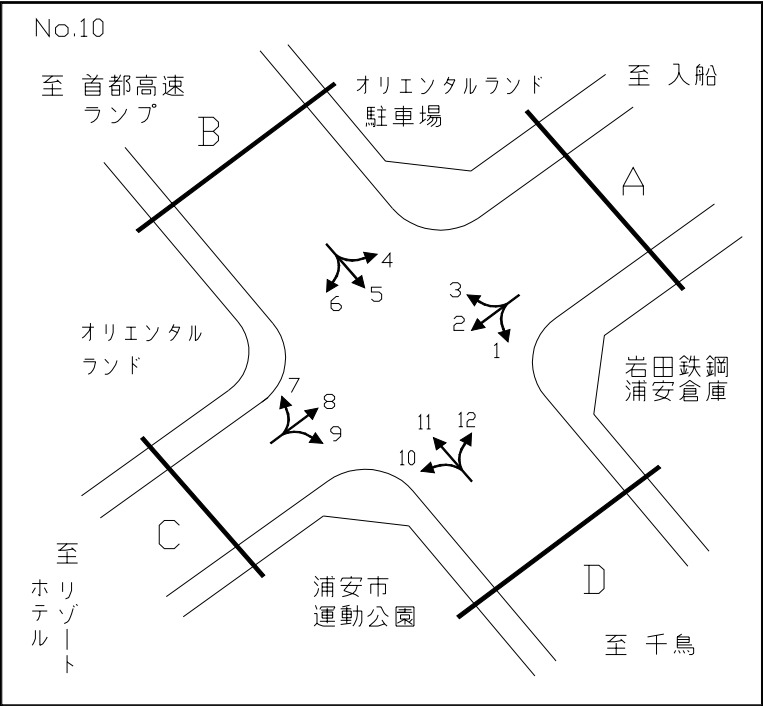 No.10
至 首都高速
ランプ
オリエンタルランド
駐車場
至 入船
B
A
4
5
6
3
2
1
オリエンタル
ランド
岩田鉄鋼
浦安倉庫
7
8
9
11
12
10
C
D
至 リゾート
ホテル
浦安市
運動公園
至 千鳥